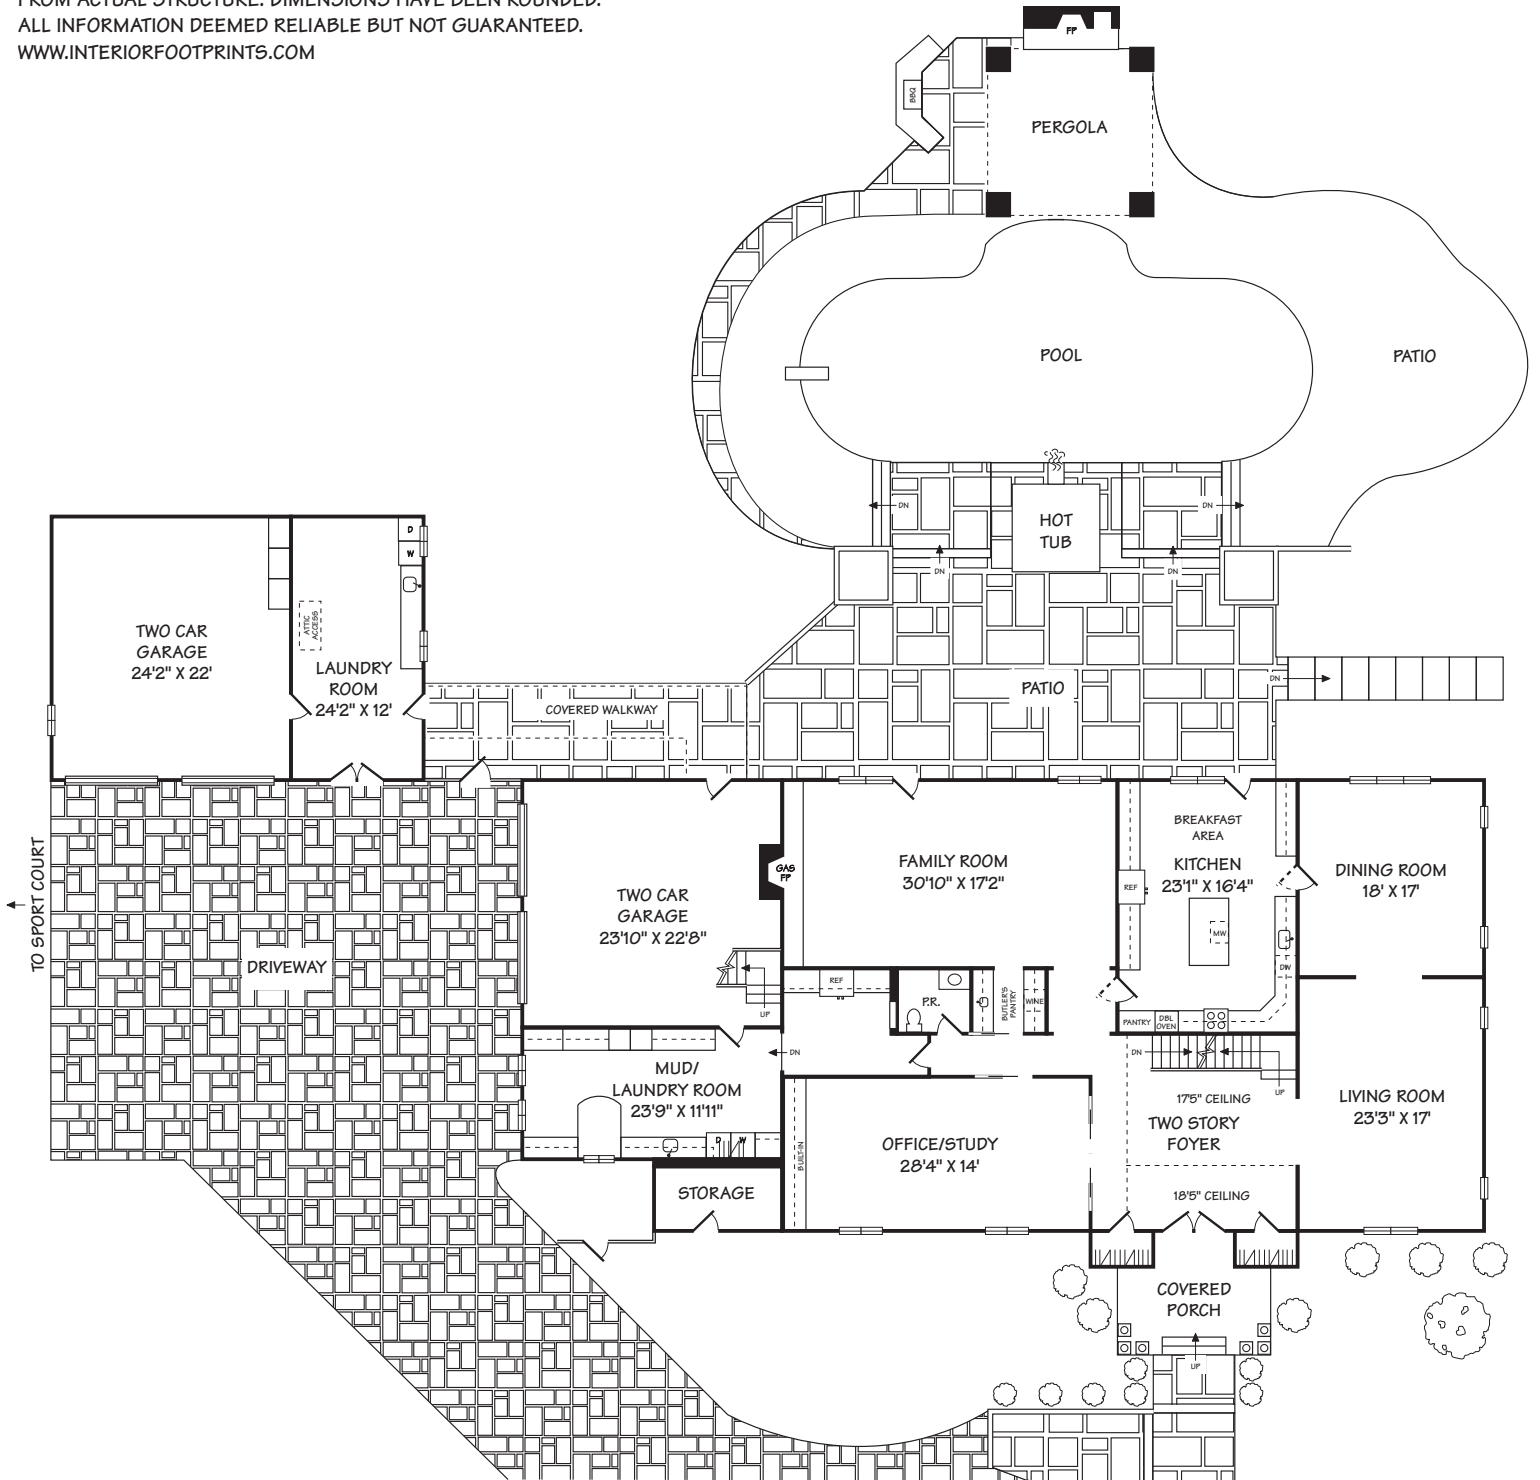 FROM ACTUAL STRUCTURE. DIMENSIONS HAVE BEEN ROUNDED.
ALL INFORMATION DEEMED RELIABLE BUT NOT GUARANTEED.
WWW.INTERIORFOOTPRINTS.COM
FP
BBQ
PERGOLA
POOL
PATIO
DN
DN
HOT
TUB
DN
DN
D
W
ATTIC
ACCESS
TWO CAR
GARAGE
24'2" X 22'
LAUNDRY
ROOM
24'2" X 12'
COVERED WALKWAY
PATIO
DN
BREAKFAST
AREA
KITCHEN
23'1" X 16'4"
REF
MW
DW
PANTRY
DBL
OVEN
DINING ROOM
18' X 17'
FAMILY ROOM
30'10" X 17'2"
GAS
FP
TWO CAR
GARAGE
23'10" X 22'8"
UP
TO SPORT COURT
DRIVEWAY
REF
P.R.
BUTLER'S
PANTRY
WINE
DN
DN
UP
MUD/
LAUNDRY ROOM
23'9" X 11'11"
D
W
STORAGE
BUILT-IN
OFFICE/STUDY
28'4" X 14'
17'5" CEILING
TWO STORY
FOYER
18'5" CEILING
LIVING ROOM
23'3" X 17'
COVERED
PORCH
UP